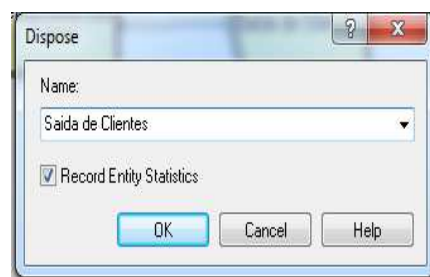 Dispose
Name:
Saida de Clientes
Record Entity Statistics
OK Cancel Help